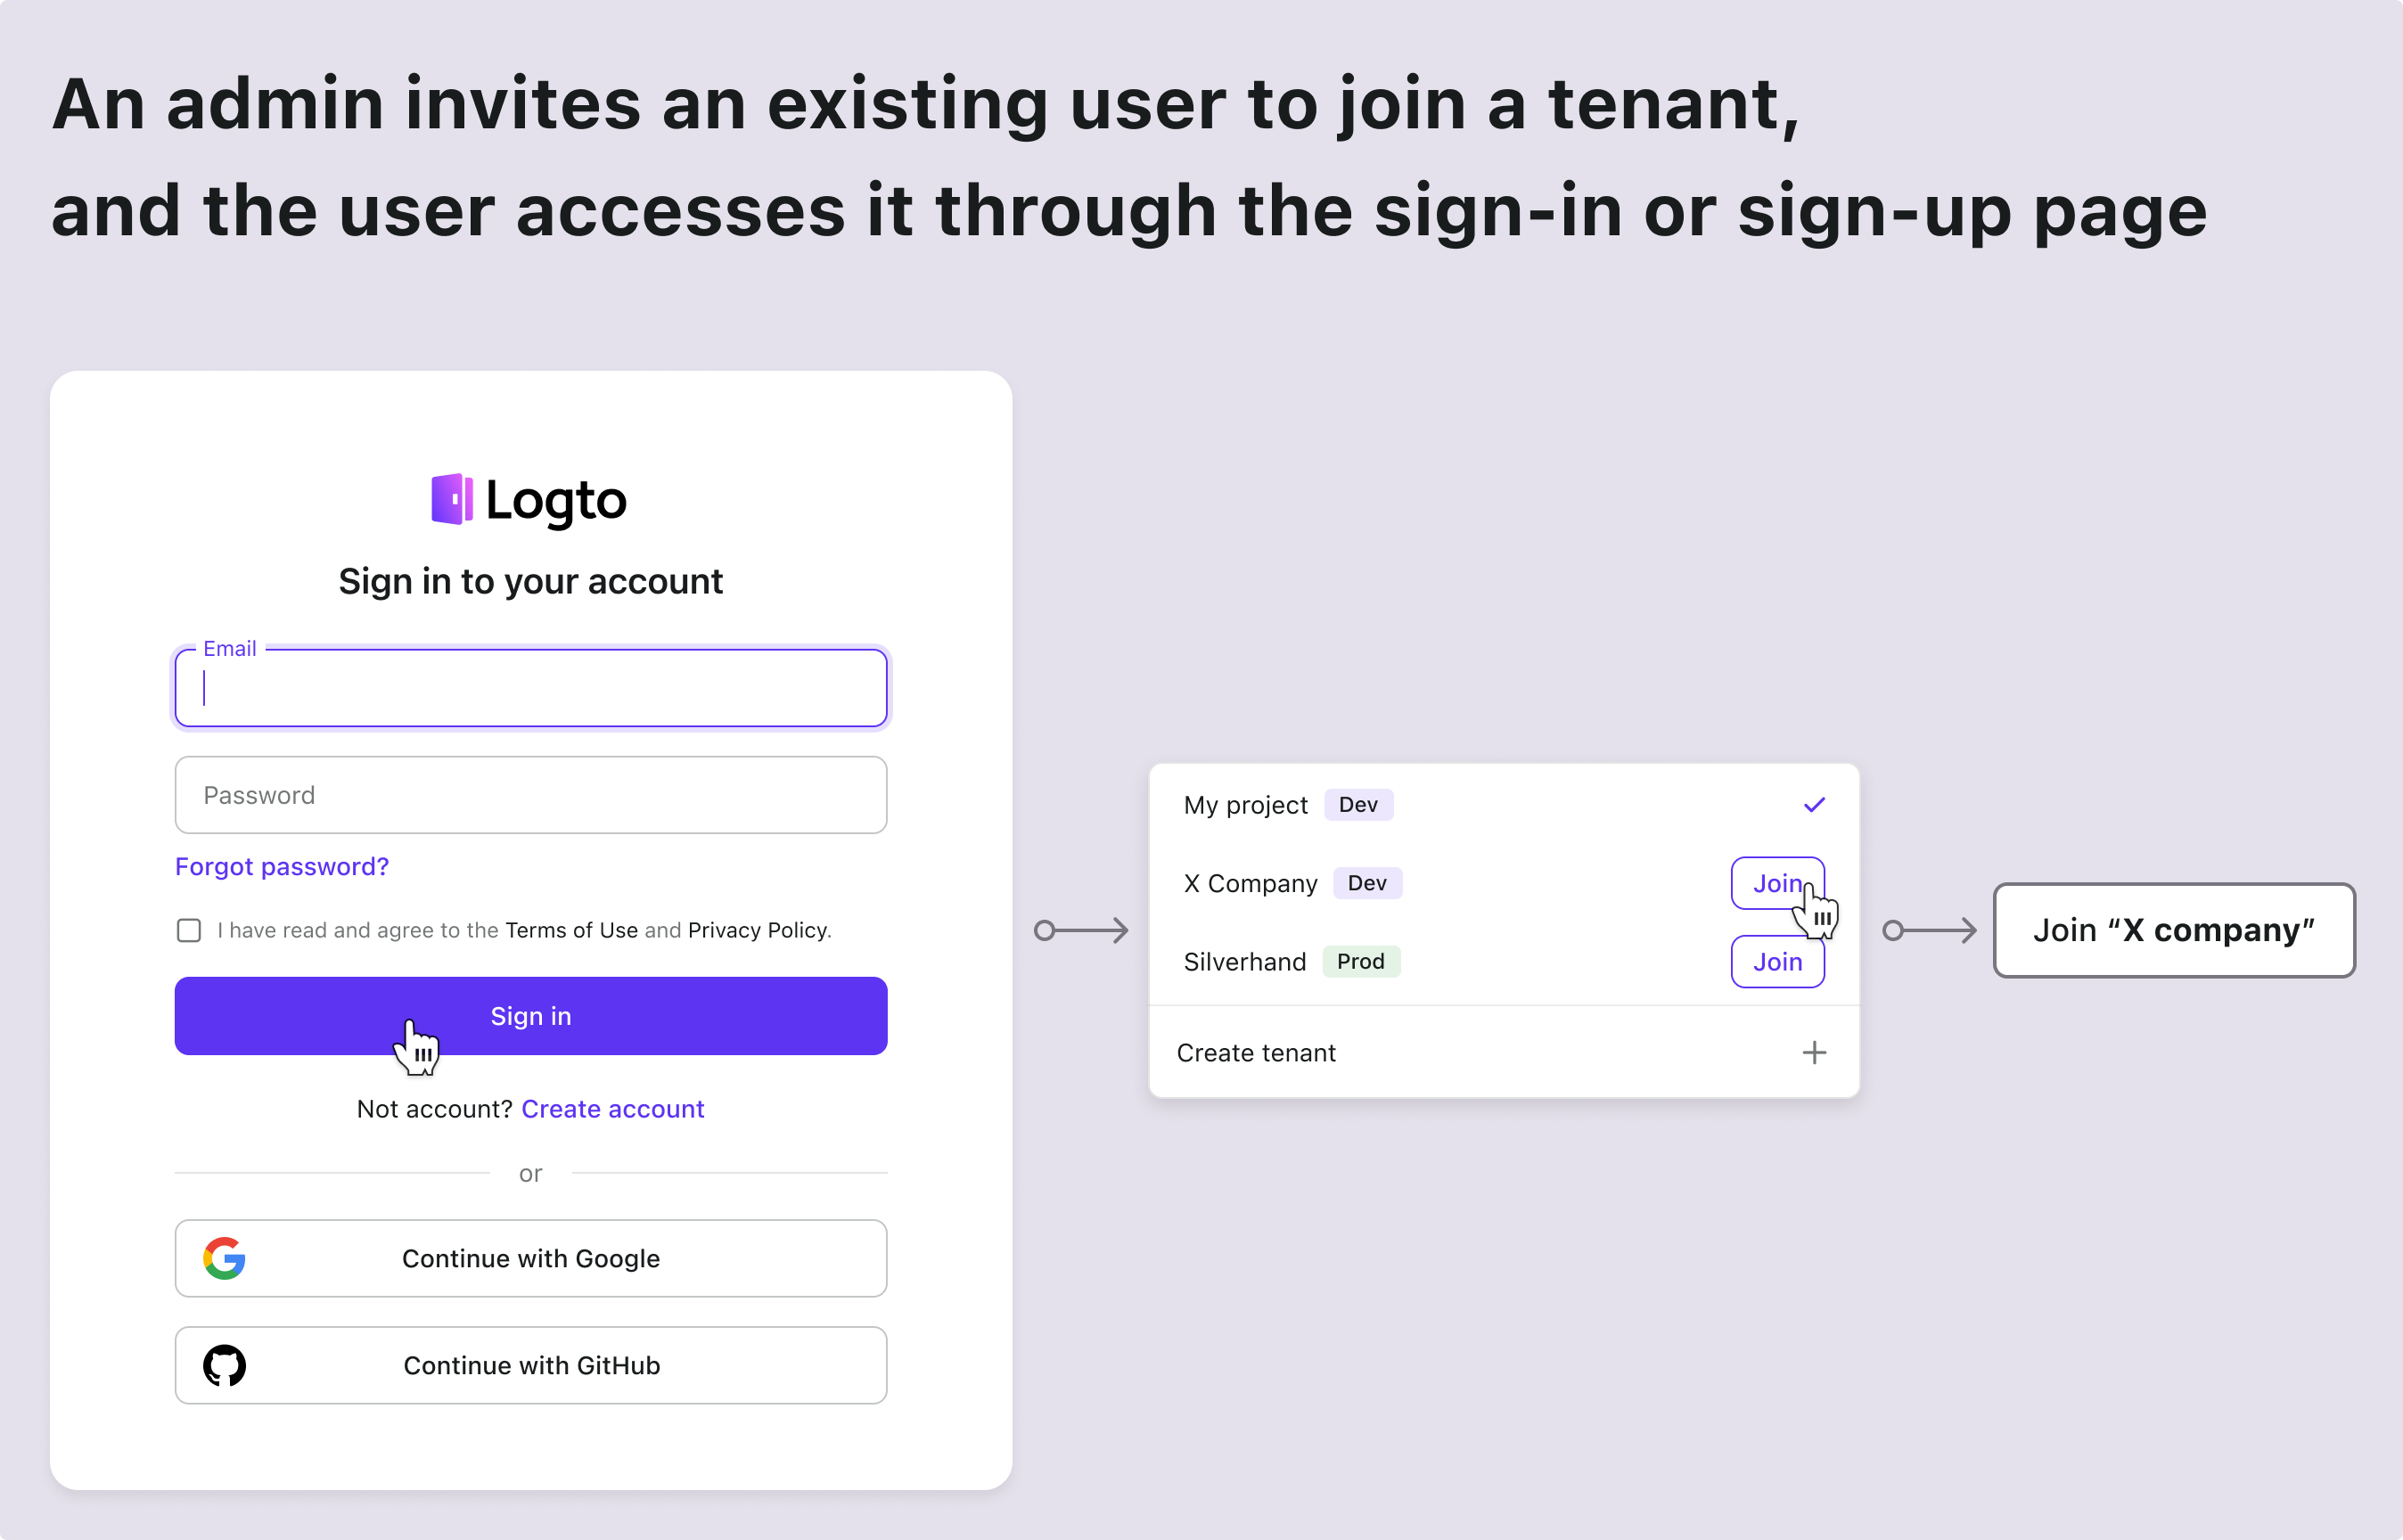 An admin invites an existing user to join a tenant,
and the user accesses it through the sign-in or sign-up page
Logto
Sign in to your account
Email
Password
Forgot password?
I have read and agree to the Terms of Use and Privacy Policy.
Sign in
Not account? Create account
or
Continue with Google
Continue with GitHub
My project Dev
X Company Dev Join
Silverhand Prod Join
Create tenant
Join “X company”